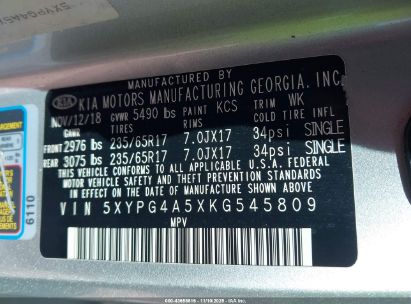 5XYPG4A5X
MANUFACTURED BY
KIA KIA MOTORS MANUFACTURING GEORGIA, INC.
NOV/12/18 GVWR 5490 lbs PAINT KCS TRIM WK
GAWR TIRES RIMS COLD TIRE INFL
FRONT 2976 lbs 235/65R17 7.0JX17 34psi SINGLE
REAR 3075 lbs 235/65R17 7.0JX17 34psi SINGLE
THIS VEHICLE CONFORMS TO ALL APPLICABLE U.S.A. FEDERAL
MOTOR VEHICLE SAFETY AND THEFT PREVENTION STANDARDS
IN EFFECT ON THE DATE OF MANUFACTURE SHOWN ABOVE.
VIN 5XYPG4A5XKG545809
MPV
6110